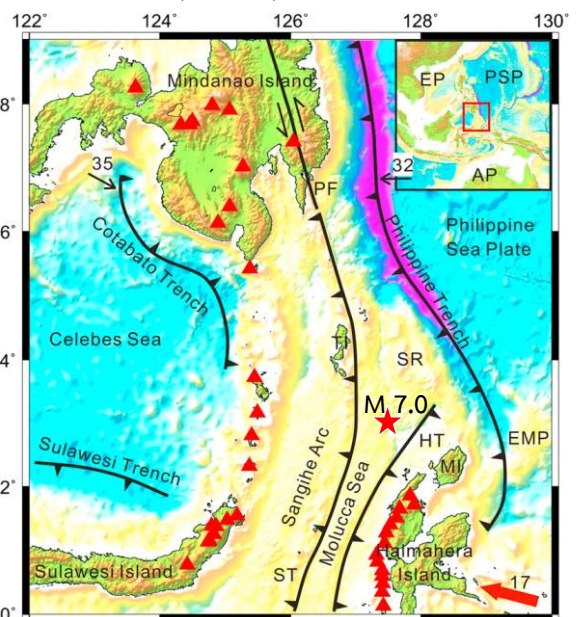 122°
124°
126°
128°
130°
Mindanao Island
EP
PSP
AP
8°
35
32
PF
Cotabato Trench
Philippine Trench
Philippine
Sea Plate
6°
Celebes Sea
TI
SR
4°
M 7.0
Sulawesi Trench
Sangihe Arc
Molucca Sea
HT
MI
EMP
2°
Halmahera
Island
Sulawesi Island
ST
17
0°